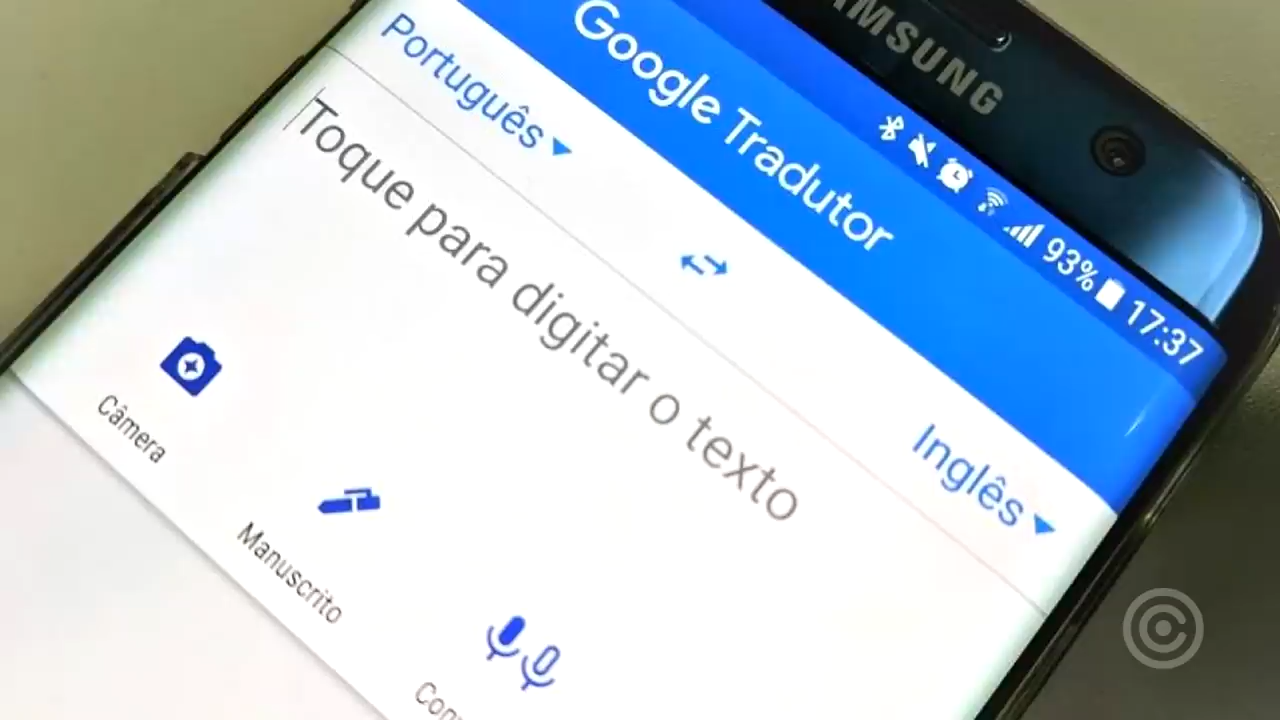 SAMSUNG
93% 17:37
Google Tradutor
Português Inglês
Toque para digitar o texto
Câmera
Manuscrito